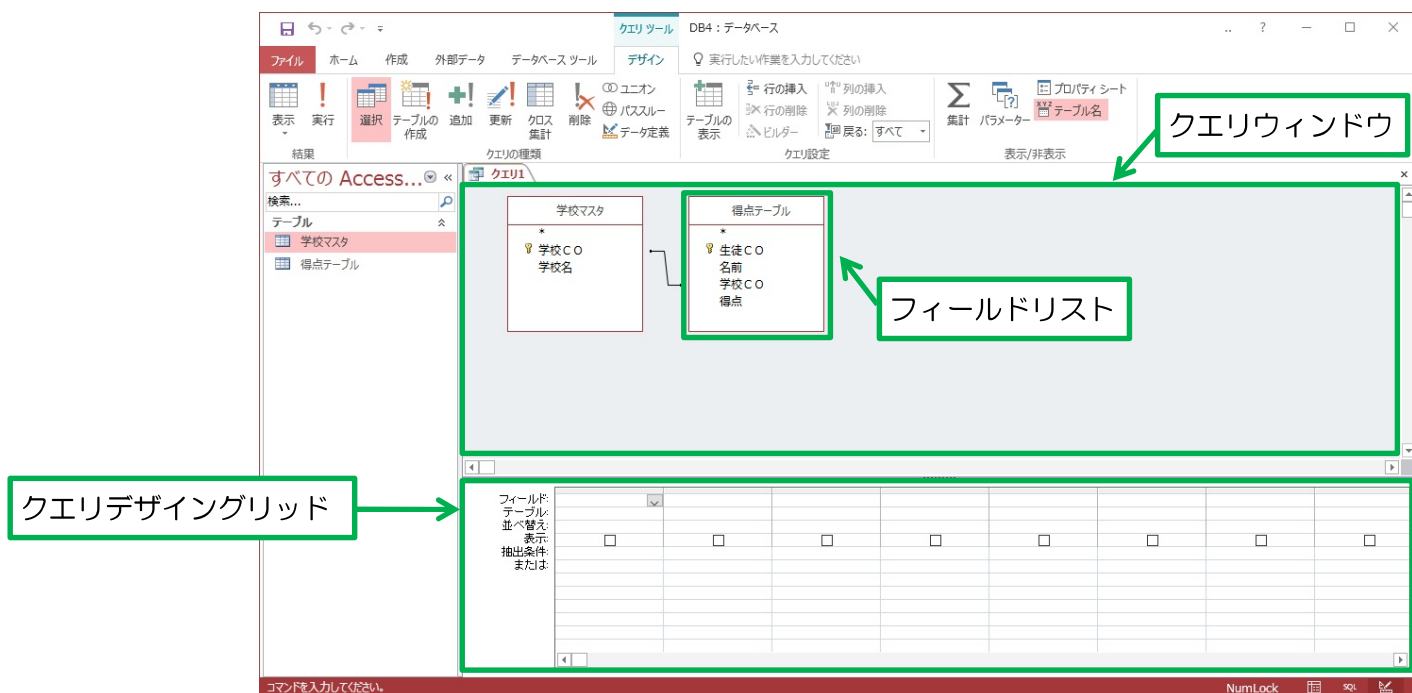 クエリ ツール DB4 : データベース .. ?
ファイル ホーム 作成 外部データ データベース ツール デザイン 実行したい作業を入力してください
表示 実行 選択 テーブルの作成 追加 更新 クロス集計 削除 ユニオン パススルー データ定義 テーブルの表示 行の挿入 行の削除 ビルダー 列の挿入 列の削除 戻る: すべて 集計 パラメーター プロパティ シート テーブル名
結果 クエリの種類 クエリ設定 表示/非表示
クエリウィンドウ
すべての Access... «
検索...
テーブル
学校マスタ
得点テーブル
クエリ1
学校マスタ
*
学校CO
学校名
得点テーブル
*
生徒CO
名前
学校CO
得点
フィールドリスト
クエリデザイングリッド
フィールド:
テーブル:
並べ替え:
表示:
抽出条件:
または:
コマンドを入力してください。 NumLock SQL